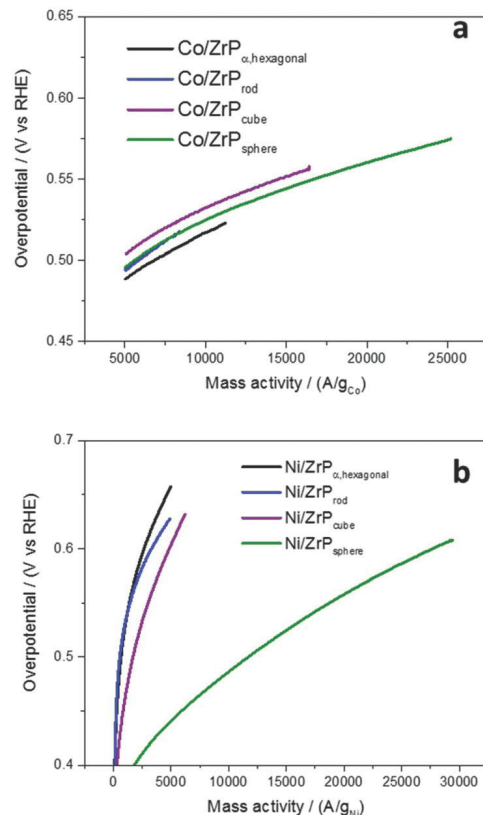 a
0.65
0.60
0.55
0.50
0.45
Overpotential / (V vs RHE)
Co/ZrPα,hexagonal
Co/ZrProd
Co/ZrPcube
Co/ZrPsphere
5000 10000 15000 20000 25000
Mass activity / (A/gCo)
b
0.7
0.6
0.5
0.4
Overpotential / (V vs RHE)
Ni/ZrPα,hexagonal
Ni/ZrProd
Ni/ZrPcube
Ni/ZrPsphere
0 5000 10000 15000 20000 25000 30000
Mass activity / (A/gNi)